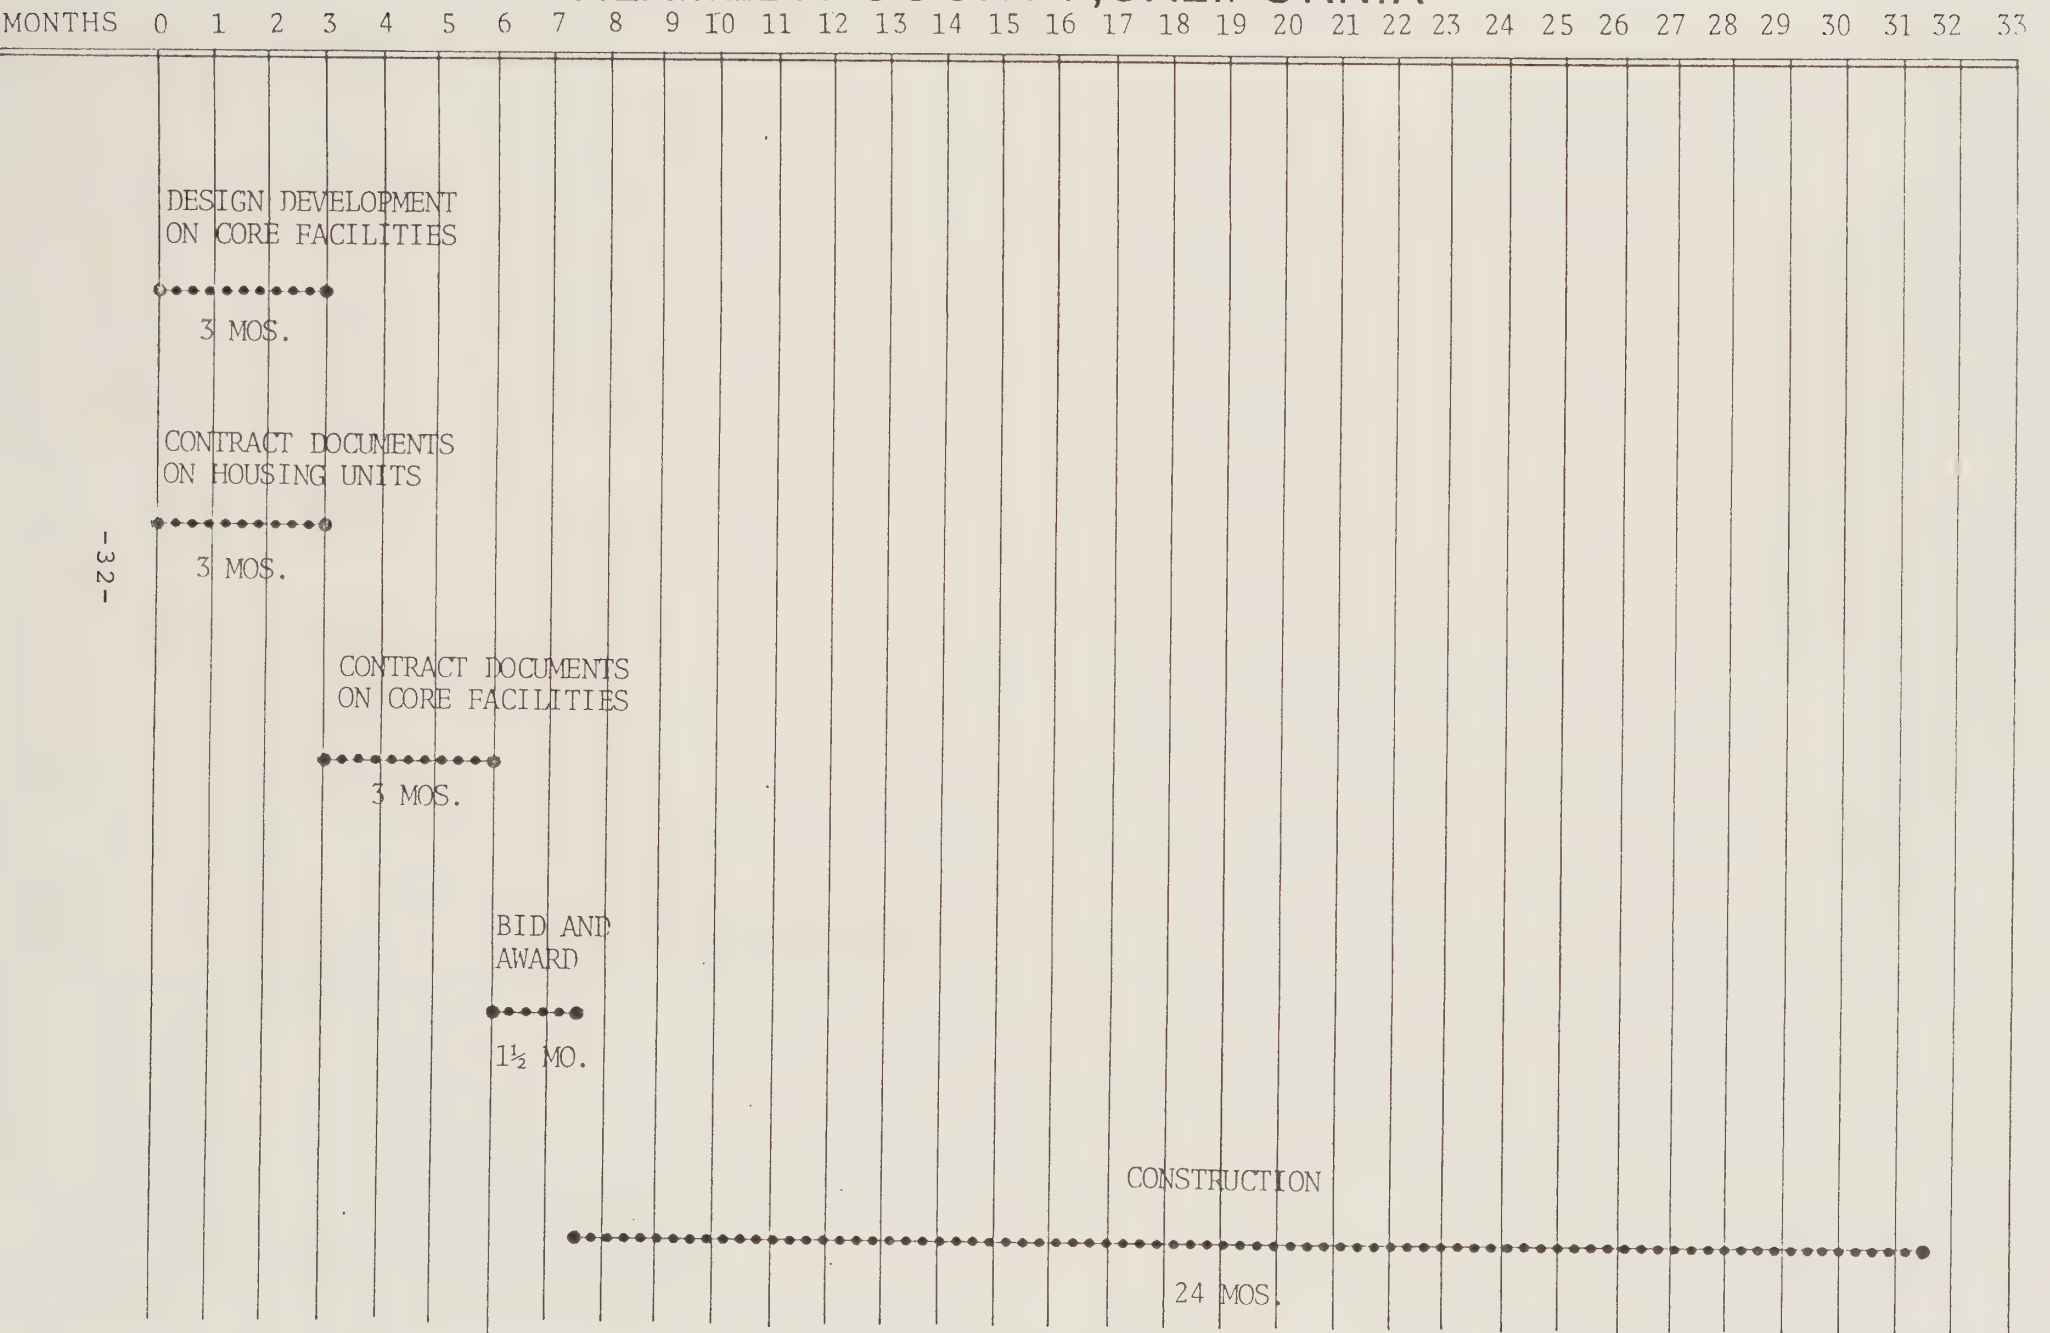 COUNTY, CALIFORNIA
MONTHS 0 1 2 3 4 5 6 7 8 9 10 11 12 13 14 15 16 17 18 19 20 21 22 23 24 25 26 27 28 29 30 31 32 33
DESIGN DEVELOPMENT
ON CORE FACILITIES
3 MOS.
CONTRACT DOCUMENTS
ON HOUSING UNITS
3 MOS.
-32-
CONTRACT DOCUMENTS
ON CORE FACILITIES
3 MOS.
BID AND
AWARD
1½ MO.
CONSTRUCTION
24 MOS.